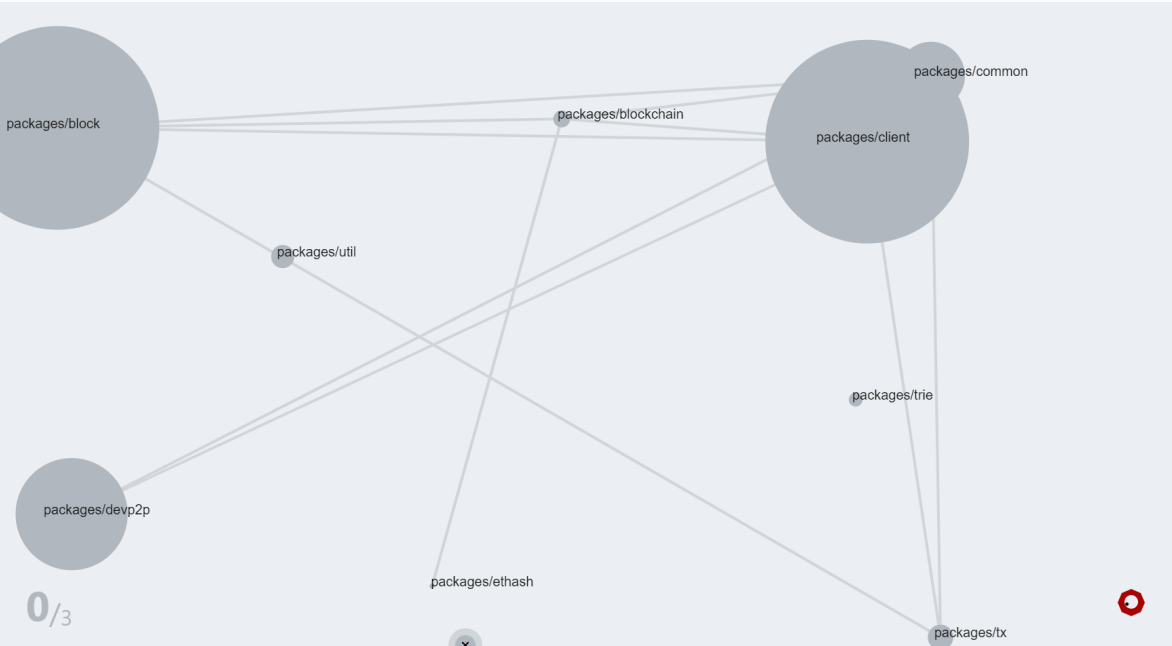 packages/common
packages/blockchain
packages/block
packages/client
packages/util
packages/trie
packages/devp2p
packages/ethash
0/3
packages/tx